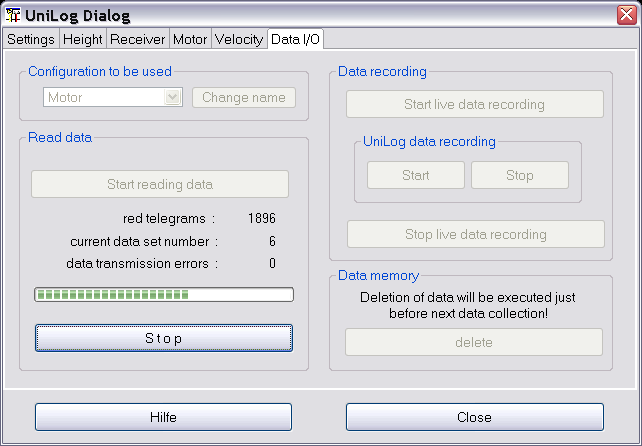 UniLog Dialog
Settings Height Receiver Motor Velocity Data I/O
Configuration to be used
Motor Change name
Read data
Start reading data
red telegrams : 1896
current data set number : 6
data transmission errors : 0
Stop
Data recording
Start live data recording
UniLog data recording
Start Stop
Stop live data recording
Data memory
Deletion of data will be executed just
before next data collection!
delete
Hilfe Close